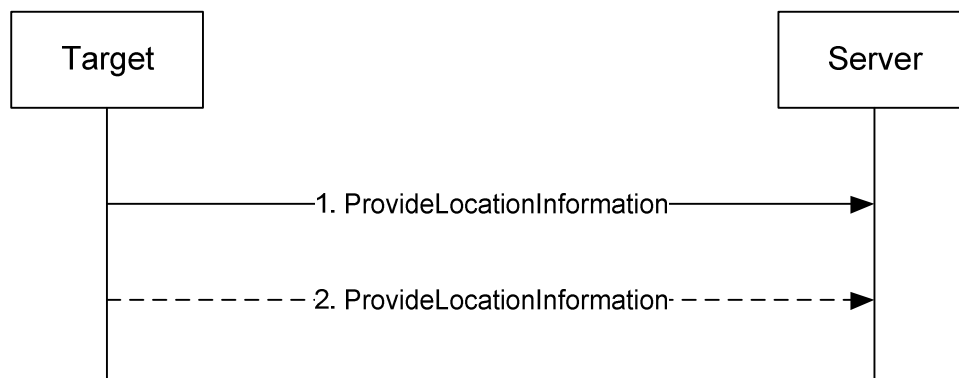 Target
Server
1. ProvideLocationInformation
2. ProvideLocationInformation